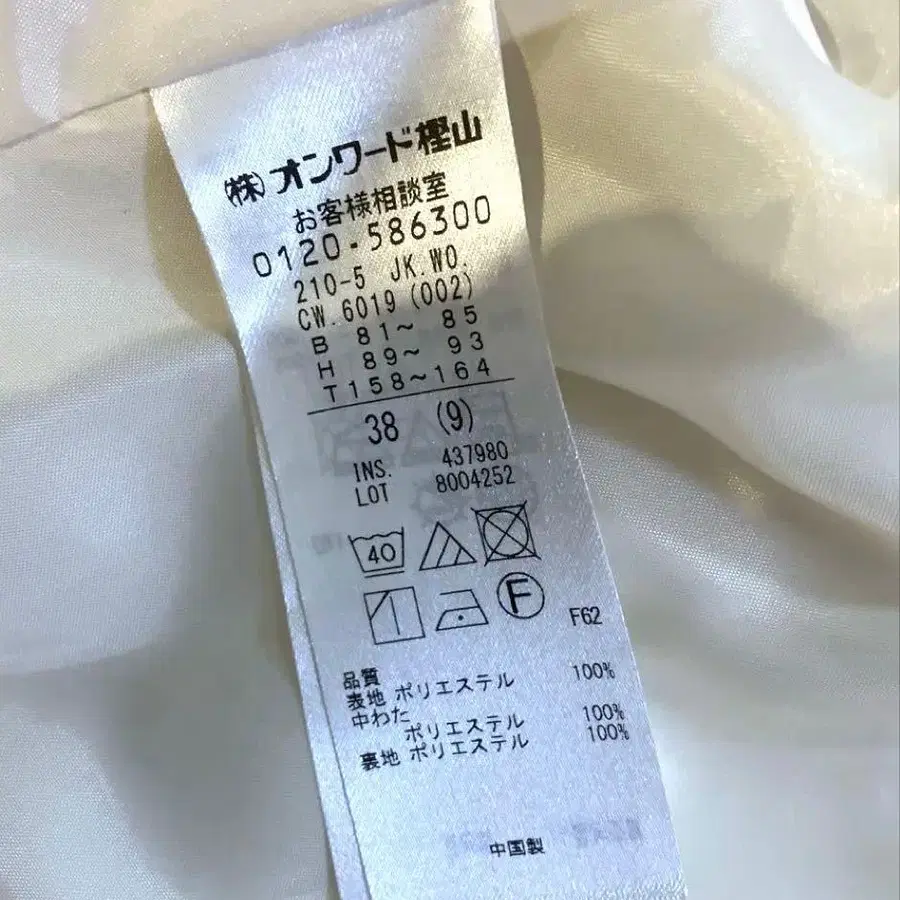 (株)オンワード樫山
お客様相談室
0120-586300
210-5 JK.WO.
CW.6019 (002)
B 81～ 85
H 89～ 93
T158～164
38 (9)
INS. 437980
LOT 8004252
40
F
F62
品質
表地 ポリエステル 100%
中わた
ポリエステル 100%
裏地 ポリエステル 100%
中国製